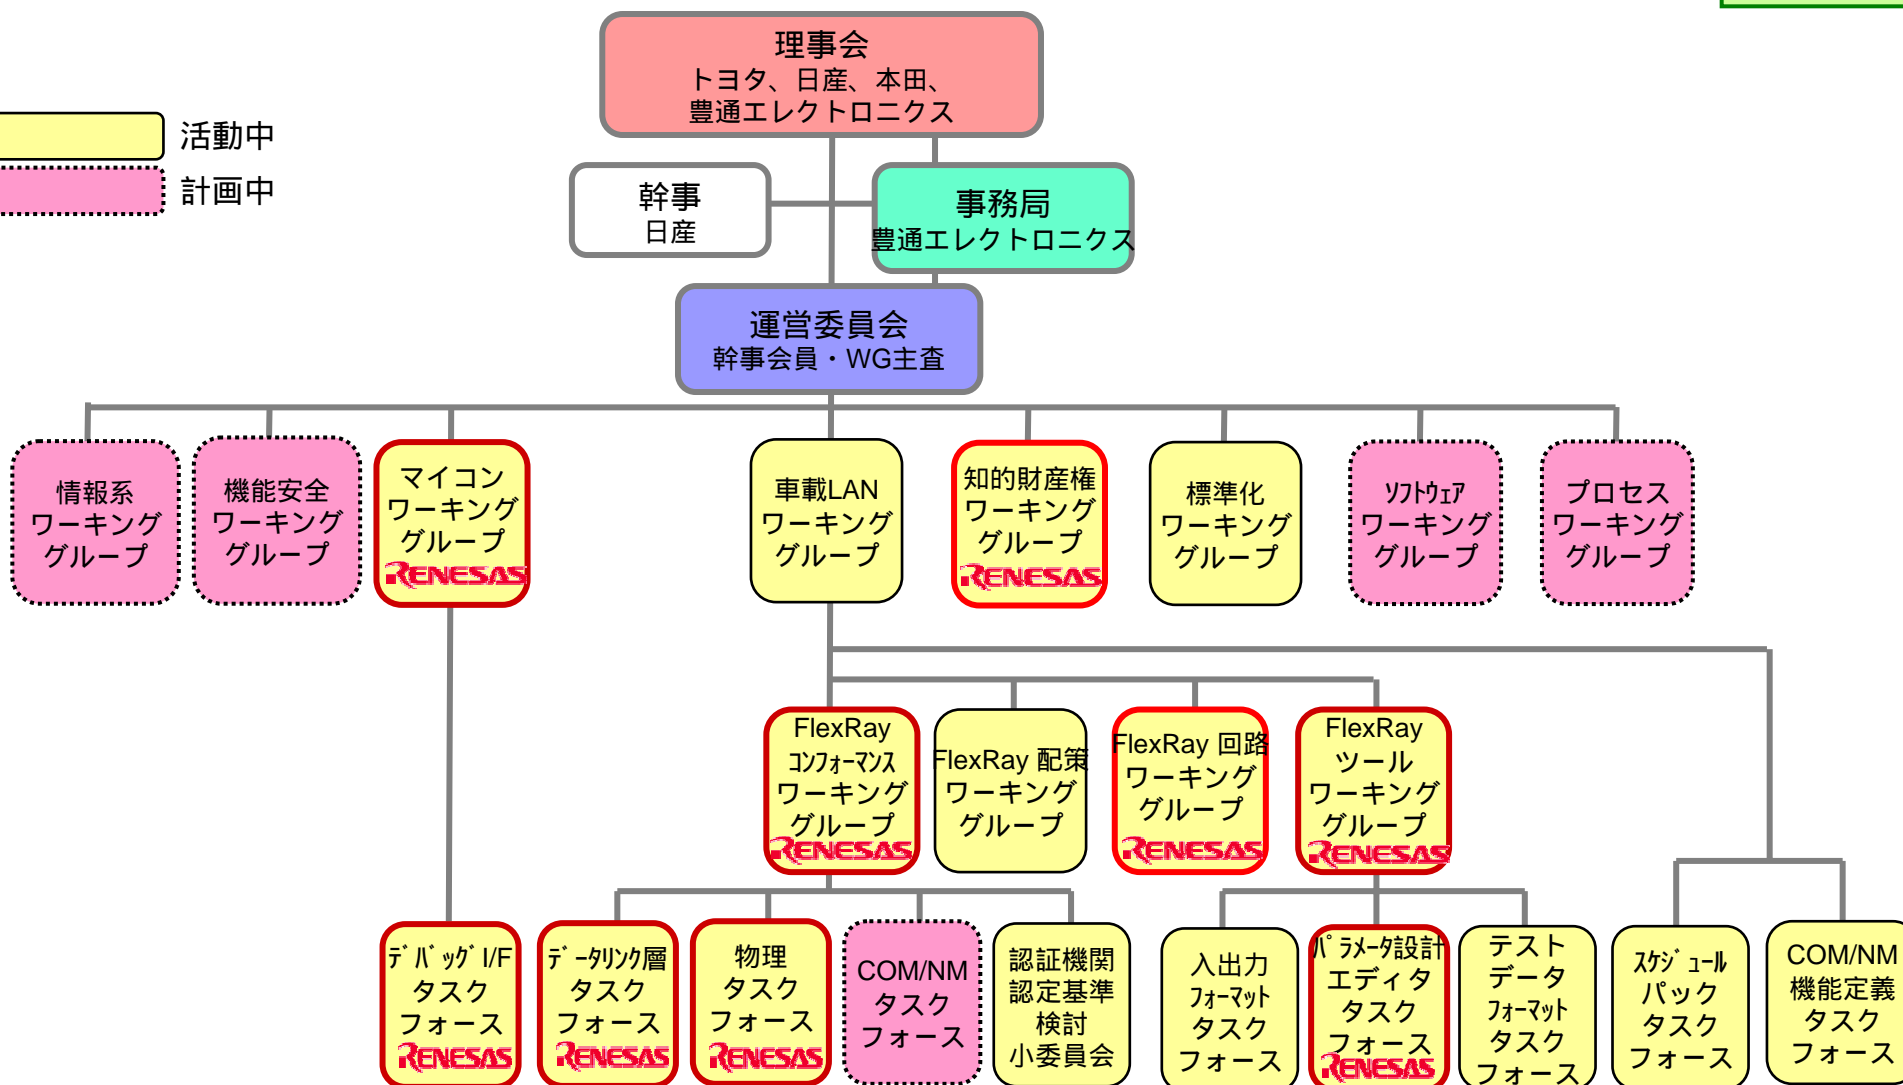 理事会
トヨタ、日産、本田、
豊通エレクトロニクス
活動中
計画中
幹事
日産
事務局
豊通エレクトロニクス
運営委員会
幹事会員・WG主査
情報系
ワーキング
グループ
機能安全
ワーキング
グループ
マイコン
ワーキング
グループ
RENESAS
車載LAN
ワーキング
グループ
知的財産権
ワーキング
グループ
RENESAS
標準化
ワーキング
グループ
ｿﾌﾄｳｪｱ
ワーキング
グループ
プロセス
ワーキング
グループ
FlexRay
ｺﾝﾌｫｰﾏﾝｽ
ワーキング
グループ
RENESAS
FlexRay 配策
ワーキング
グループ
FlexRay 回路
ワーキング
グループ
RENESAS
FlexRay
ツール
ワーキング
グループ
RENESAS
ﾃﾞﾊﾞｯｸﾞ I/F
タスク
フォース
RENESAS
ﾃﾞｰﾀﾘﾝｸ層
タスク
フォース
RENESAS
物理
タスク
フォース
RENESAS
COM/NM
タスク
フォース
認証機関
認定基準
検討
小委員会
入出力
ﾌｫｰﾏｯﾄ
タスク
フォース
ﾊﾟﾗﾒｰﾀ設計
エディタ
タスク
フォース
RENESAS
テスト
データ
ﾌｫｰﾏｯﾄ
タスク
フォース
ｽｹｼﾞｭｰﾙ
パック
タスク
フォース
COM/NM
機能定義
タスク
フォース